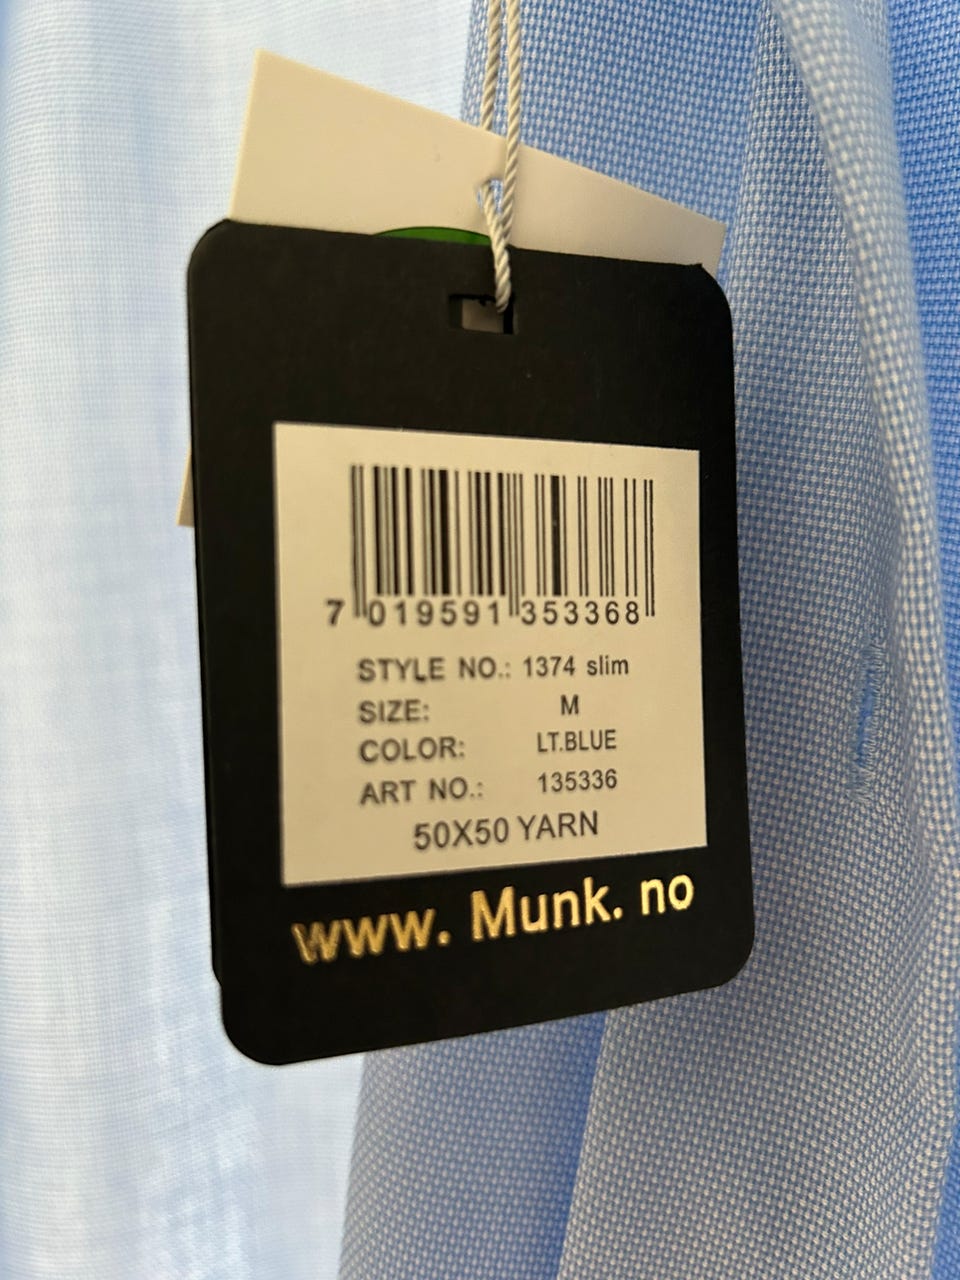 7 019591 353368
STYLE NO.: 1374 slim
SIZE: M
COLOR: LT.BLUE
ART NO.: 135336
50X50 YARN
www. Munk. no